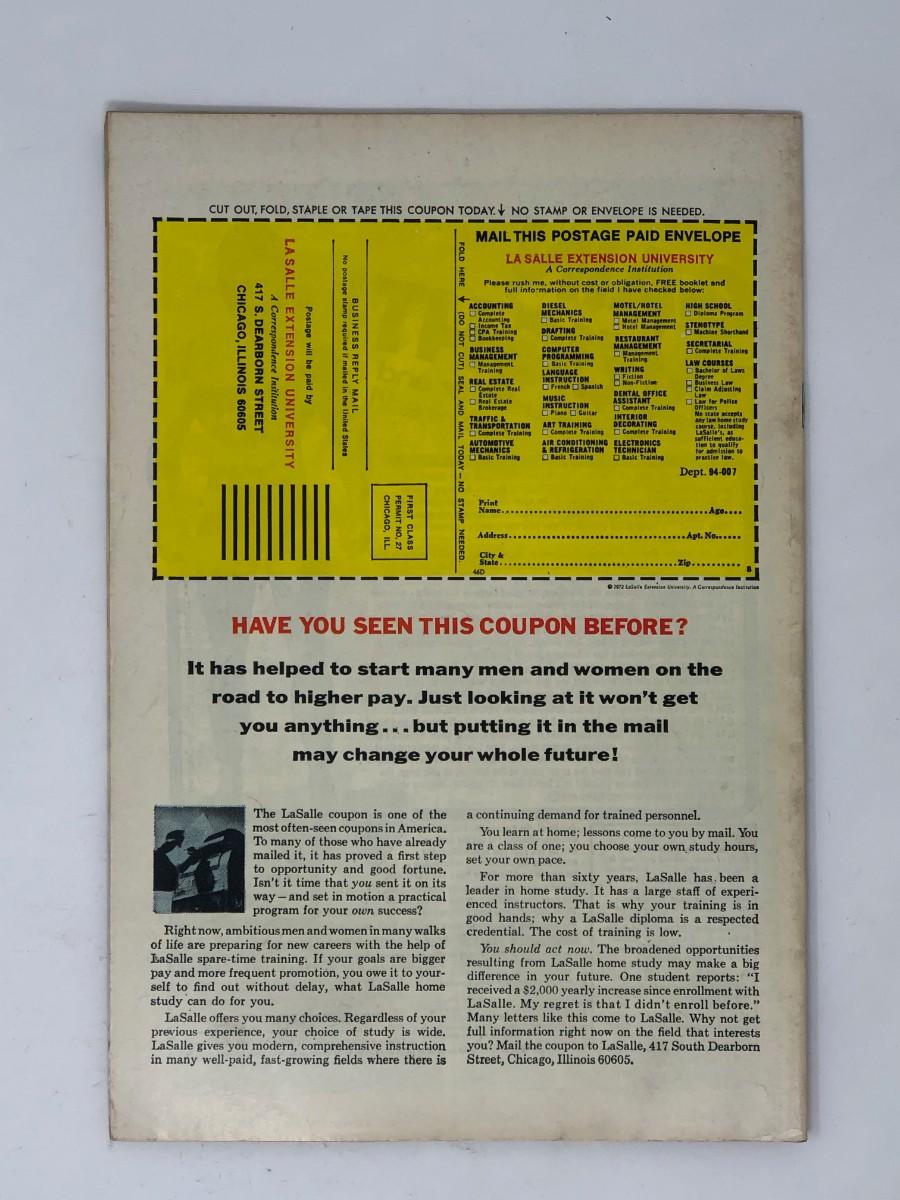 CUT OUT, FOLD, STAPLE OR TAPE THIS COUPON TODAY. ↓ NO STAMP OR ENVELOPE IS NEEDED.
BUSINESS REPLY MAIL
No postage stamp required if mailed in the United States
Postage will be paid by
LA SALLE EXTENSION UNIVERSITY
A Correspondence Institution
417 S. DEARBORN STREET
CHICAGO, ILLINOIS 60605
FIRST CLASS
PERMIT NO. 27
CHICAGO, ILL.
FOLD HERE ← (DO NOT CUT) SEAL AND MAIL TODAY — NO STAMP NEEDED.
MAIL THIS POSTAGE PAID ENVELOPE
LA SALLE EXTENSION UNIVERSITY
A Correspondence Institution
Please rush me, without cost or obligation, FREE booklet and
full information on the field I have checked below:
ACCOUNTING
☐ Complete
Accounting
☐ Income Tax
☐ CPA Training
☐ Bookkeeping
BUSINESS
MANAGEMENT
☐ Management
Training
REAL ESTATE
☐ Complete Real
Estate
☐ Real Estate
Brokerage
TRAFFIC &
TRANSPORTATION
☐ Complete Training
AUTOMOTIVE
MECHANICS
☐ Basic Training
DIESEL
MECHANICS
☐ Basic Training
DRAFTING
☐ Complete Training
COMPUTER
PROGRAMMING
☐ Basic Training
LANGUAGE
INSTRUCTION
☐ French ☐ Spanish
MUSIC
INSTRUCTION
☐ Piano ☐ Guitar
ART TRAINING
☐ Complete Training
AIR CONDITIONING
& REFRIGERATION
☐ Basic Training
MOTEL/HOTEL
MANAGEMENT
☐ Motel Management
☐ Hotel Management
RESTAURANT
MANAGEMENT
☐ Management
Training
WRITING
☐ Fiction
☐ Non-Fiction
DENTAL OFFICE
ASSISTANT
☐ Complete Training
INTERIOR
DECORATING
☐ Complete Training
ELECTRONICS
TECHNICIAN
☐ Basic Training
HIGH SCHOOL
☐ Diploma Program
STENOTYPE
☐ Machine Shorthand
SECRETARIAL
☐ Complete Training
LAW COURSES
☐ Bachelor of Laws
Degree
☐ Business Law
☐ Claim Adjusting
Law
☐ Law for Police
Officers
No state accepts
any law home study
course, including
LaSalle's, as
sufficient educa-
tion to qualify
for admission to
practice law.
Dept. 94-007
Print
Name.......... Age....
Address.......... Apt. No.....
City &
State.......... Zip..........
46D
B
© 1972 LaSalle Extension University. A Correspondence Institution
HAVE YOU SEEN THIS COUPON BEFORE?
It has helped to start many men and women on the
road to higher pay. Just looking at it won't get
you anything...but putting it in the mail
may change your whole future!
The LaSalle coupon is one of the
most often-seen coupons in America.
To many of those who have already
mailed it, it has proved a first step
to opportunity and good fortune.
Isn't it time that you sent it on its
way—and set in motion a practical
program for your own success?
Right now, ambitious men and women in many walks
of life are preparing for new careers with the help of
LaSalle spare-time training. If your goals are bigger
pay and more frequent promotion, you owe it to your-
self to find out without delay, what LaSalle home
study can do for you.
LaSalle offers you many choices. Regardless of your
previous experience, your choice of study is wide.
LaSalle gives you modern, comprehensive instruction
in many well-paid, fast-growing fields where there is
a continuing demand for trained personnel.
You learn at home; lessons come to you by mail. You
are a class of one; you choose your own study hours,
set your own pace.
For more than sixty years, LaSalle has been a
leader in home study. It has a large staff of experi-
enced instructors. That is why your training is in
good hands; why a LaSalle diploma is a respected
credential. The cost of training is low.
You should act now. The broadened opportunities
resulting from LaSalle home study may make a big
difference in your future. One student reports: "I
received a $2,000 yearly increase since enrollment with
LaSalle. My regret is that I didn't enroll before."
Many letters like this come to LaSalle. Why not get
full information right now on the field that interests
you? Mail the coupon to LaSalle, 417 South Dearborn
Street, Chicago, Illinois 60605.